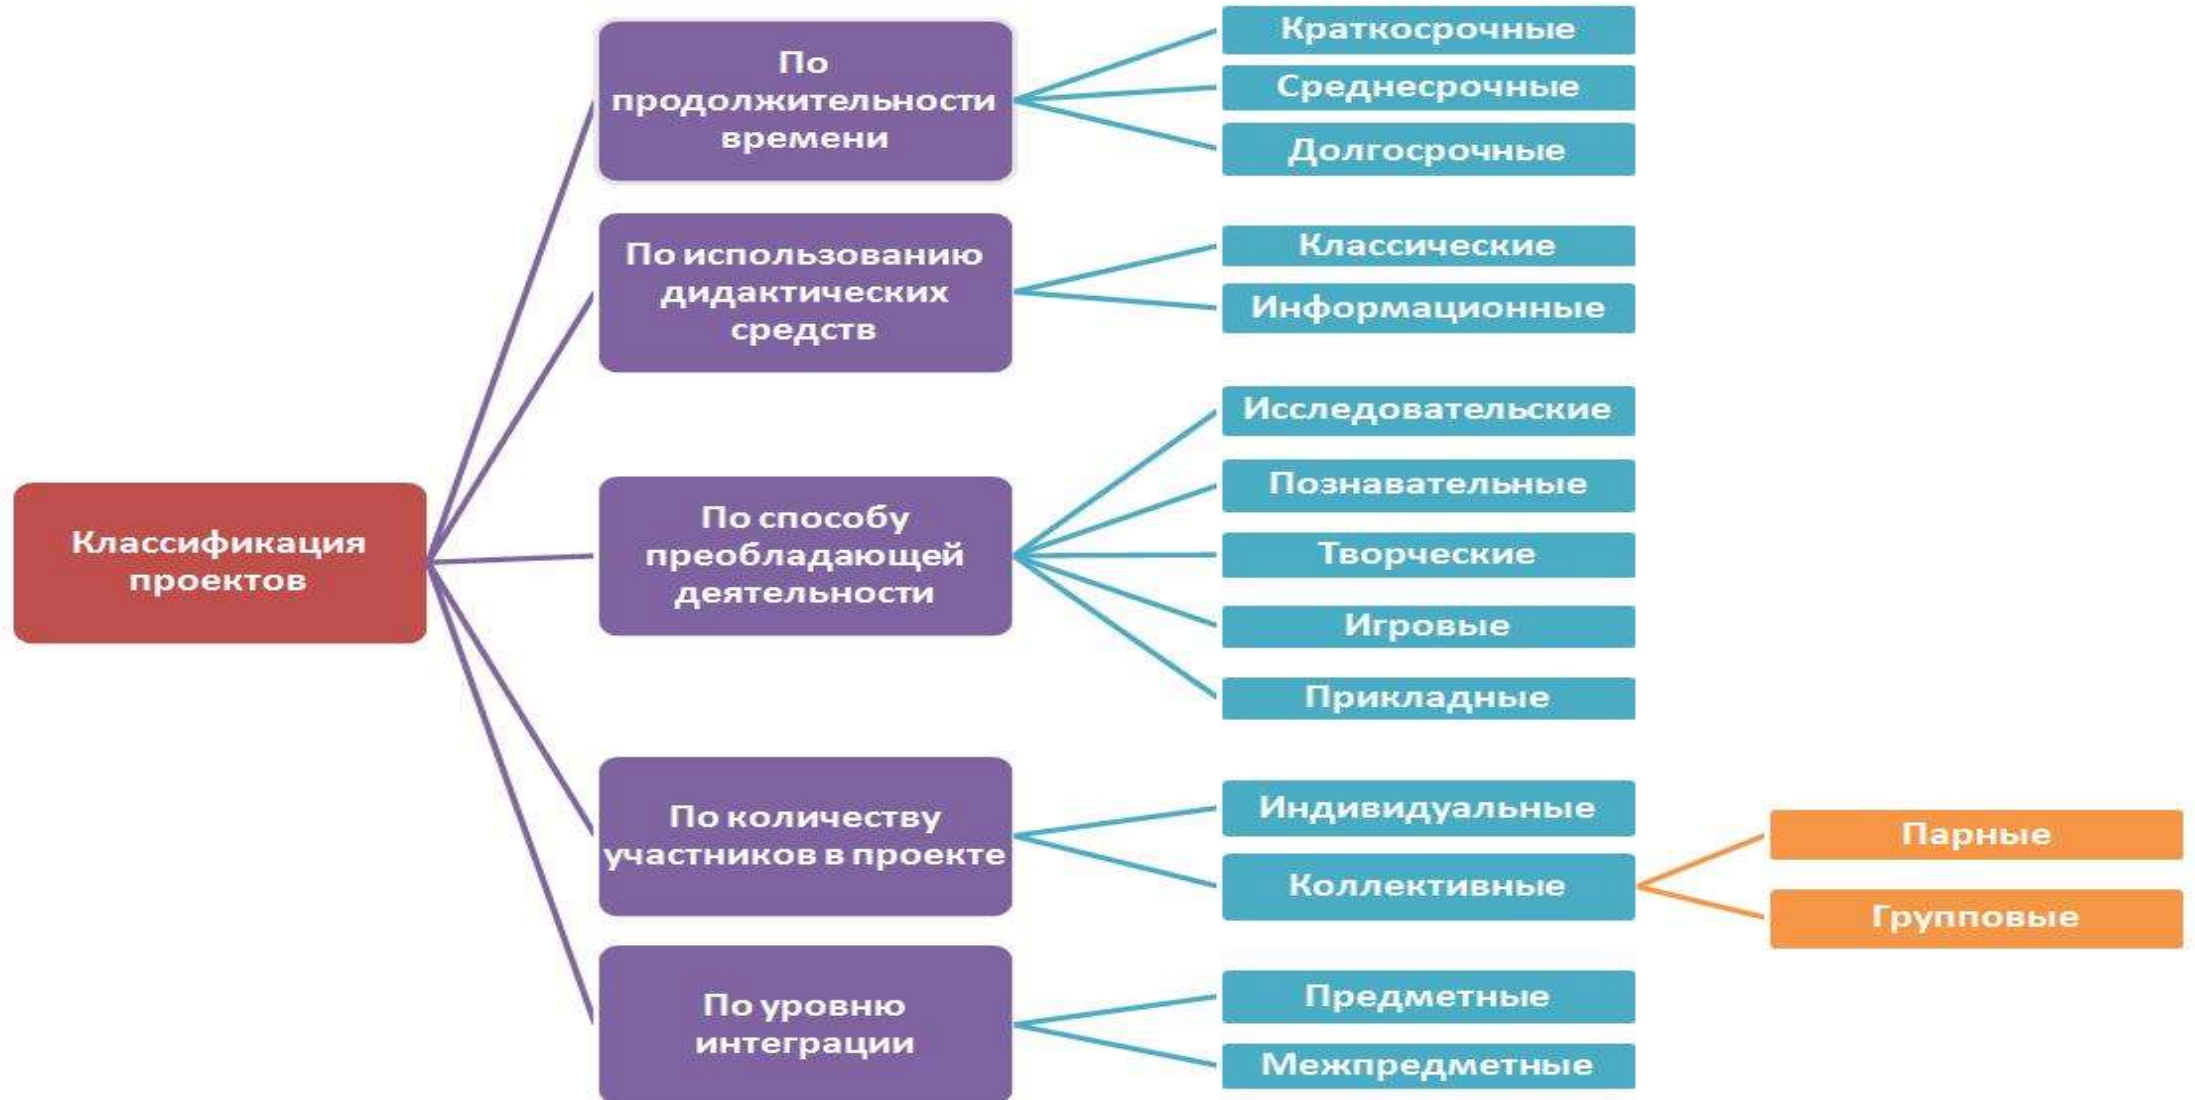 Классификация
проектов
По
продолжительности
времени
Краткосрочные
Среднесрочные
Долгосрочные
По использованию
дидактических
средств
Классические
Информационные
По способу
преобладающей
деятельности
Исследовательские
Познавательные
Творческие
Игровые
Прикладные
По количеству
участников в проекте
Индивидуальные
Коллективные
Парные
Групповые
По уровню
интеграции
Предметные
Межпредметные